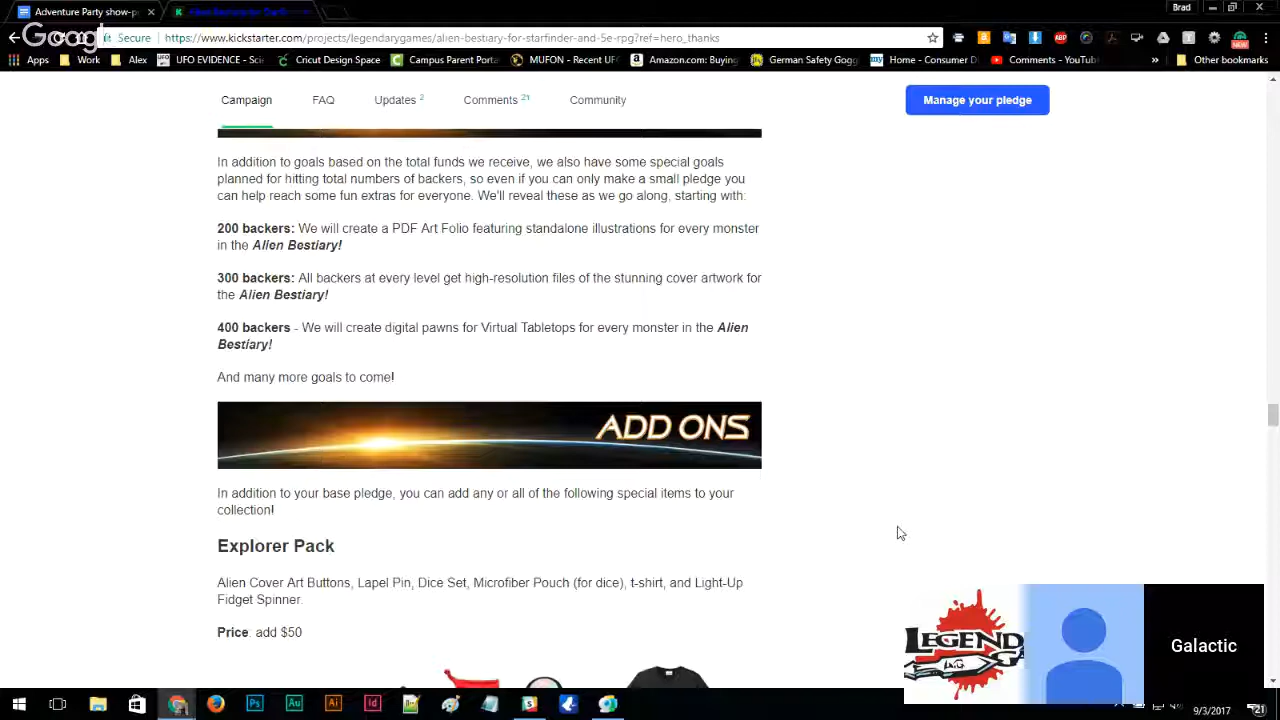 Adventure Party show-p
Brad
Google
Secure
https://www.kickstarter.com/projects/legendarygames/alien-bestiary-for-starfinder-and-5e-rpg?ref=hero_thanks
Apps Work Alex UFO EVIDENCE - Sci Cricut Design Space Campus Parent Porta MUFON - Recent UF Amazon.com: Buying German Safety Gogg Home - Consumer D Comments - YouTub » Other bookmarks
Campaign FAQ Updates 2 Comments 21 Community Manage your pledge
In addition to goals based on the total funds we receive, we also have some special goals
planned for hitting total numbers of backers, so even if you can only make a small pledge you
can help reach some fun extras for everyone. We'll reveal these as we go along, starting with:
200 backers: We will create a PDF Art Folio featuring standalone illustrations for every monster
in the Alien Bestiary!
300 backers: All backers at every level get high-resolution files of the stunning cover artwork for
the Alien Bestiary!
400 backers - We will create digital pawns for Virtual Tabletops for every monster in the Alien
Bestiary!
And many more goals to come!
ADD ONS
In addition to your base pledge, you can add any or all of the following special items to your
collection!
Explorer Pack
Alien Cover Art Buttons, Lapel Pin, Dice Set, Microfiber Pouch (for dice), t-shirt, and Light-Up
Fidget Spinner.
Price: add $50
LEGEND
Galactic
9/3/2017